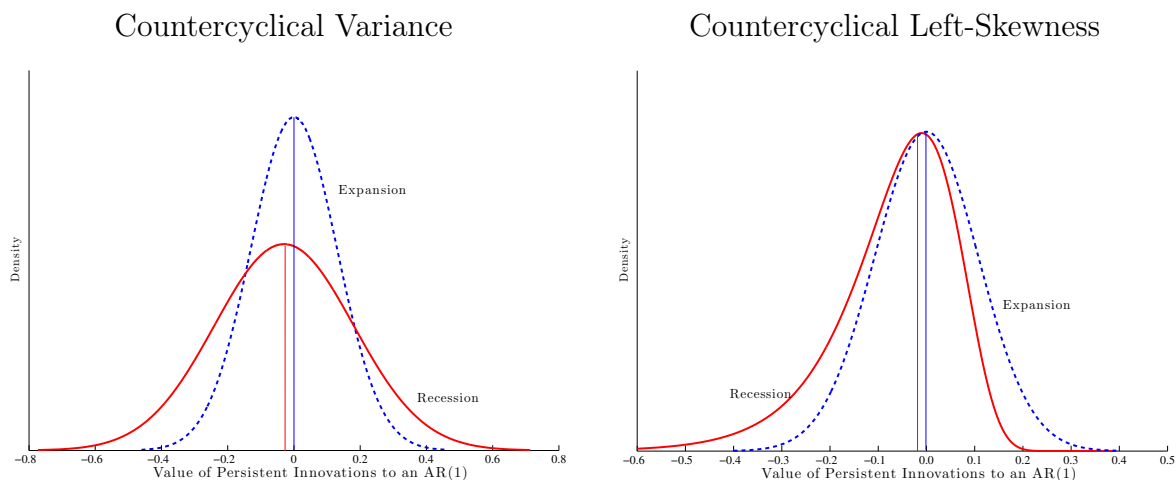 Countercyclical Variance
Expansion
Density
Recession
−0.8 −0.6 −0.4 −0.2 0 0.2 0.4 0.6 0.8
Value of Persistent Innovations to an AR(1)
Countercyclical Left-Skewness
Density
Expansion
Recession
−0.6 −0.5 −0.4 −0.3 −0.2 −0.1 0.0 0.1 0.2 0.3 0.4 0.5
Value of Persistent Innovations to an AR(1)